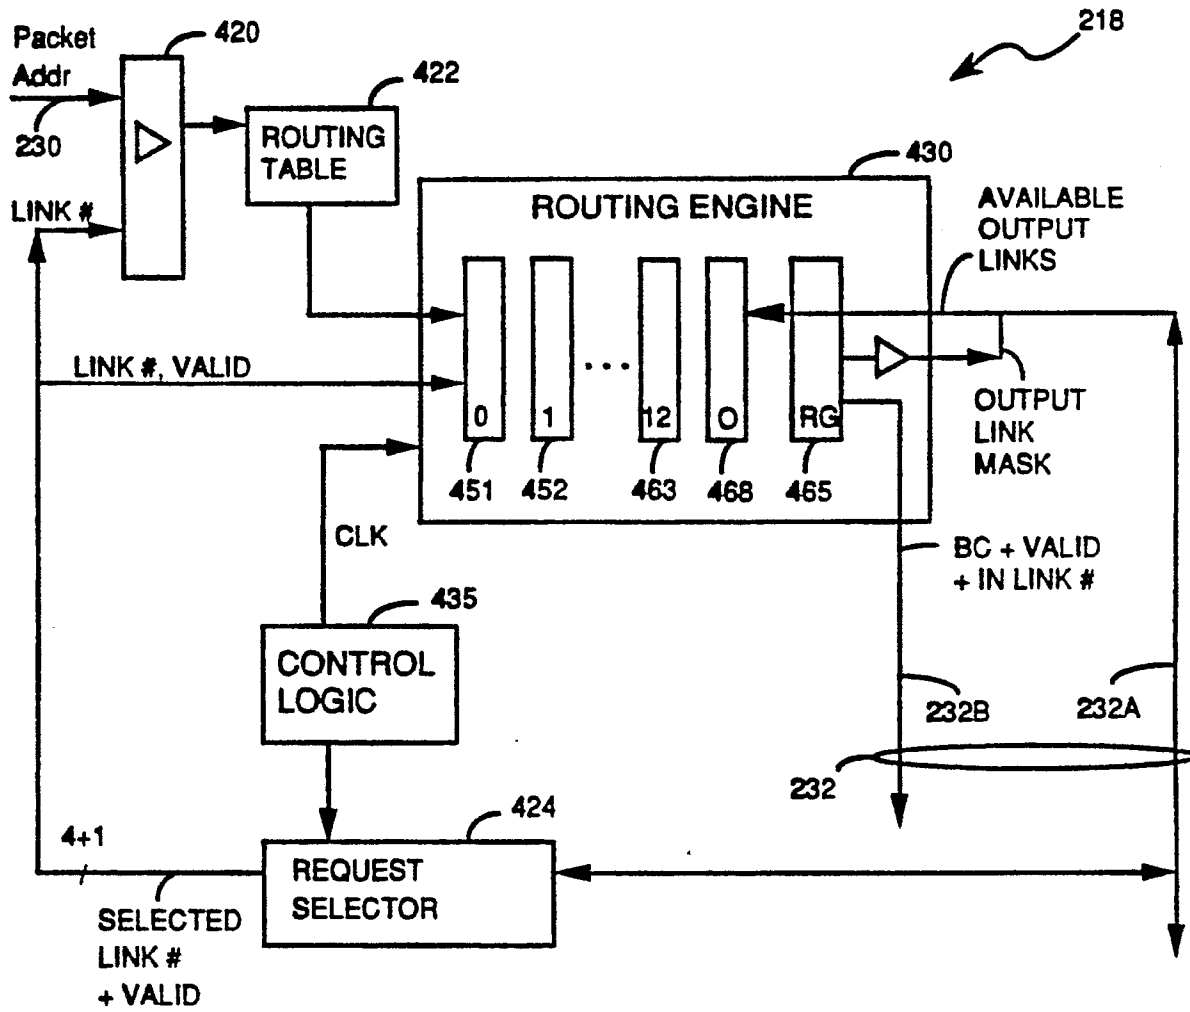 Packet
Addr
230
LINK #
420
422
ROUTING
TABLE
218
430
ROUTING ENGINE
AVAILABLE
OUTPUT
LINKS
LINK #, VALID
0
1
12
O
RG
451
452
463
468
465
OUTPUT
LINK
MASK
CLK
BC + VALID
+ IN LINK #
435
CONTROL
LOGIC
232B
232A
232
424
4+1
REQUEST
SELECTOR
SELECTED
LINK #
+ VALID